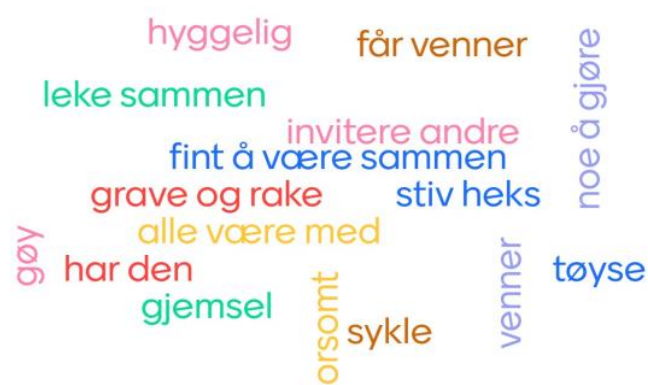 hyggelig
får venner
noe å gjøre
leke sammen
invitere andre
fint å være sammen
grave og rake
stiv heks
alle være med
gøy
har den
venner
tøyse
gjemsel
orsomt
sykle